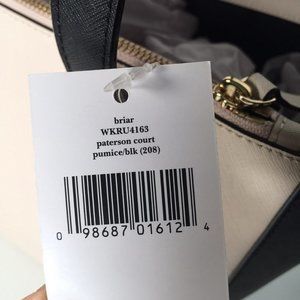 briar
WKRU4163
paterson court
pumice/blk (208)
0 98687 01612 4